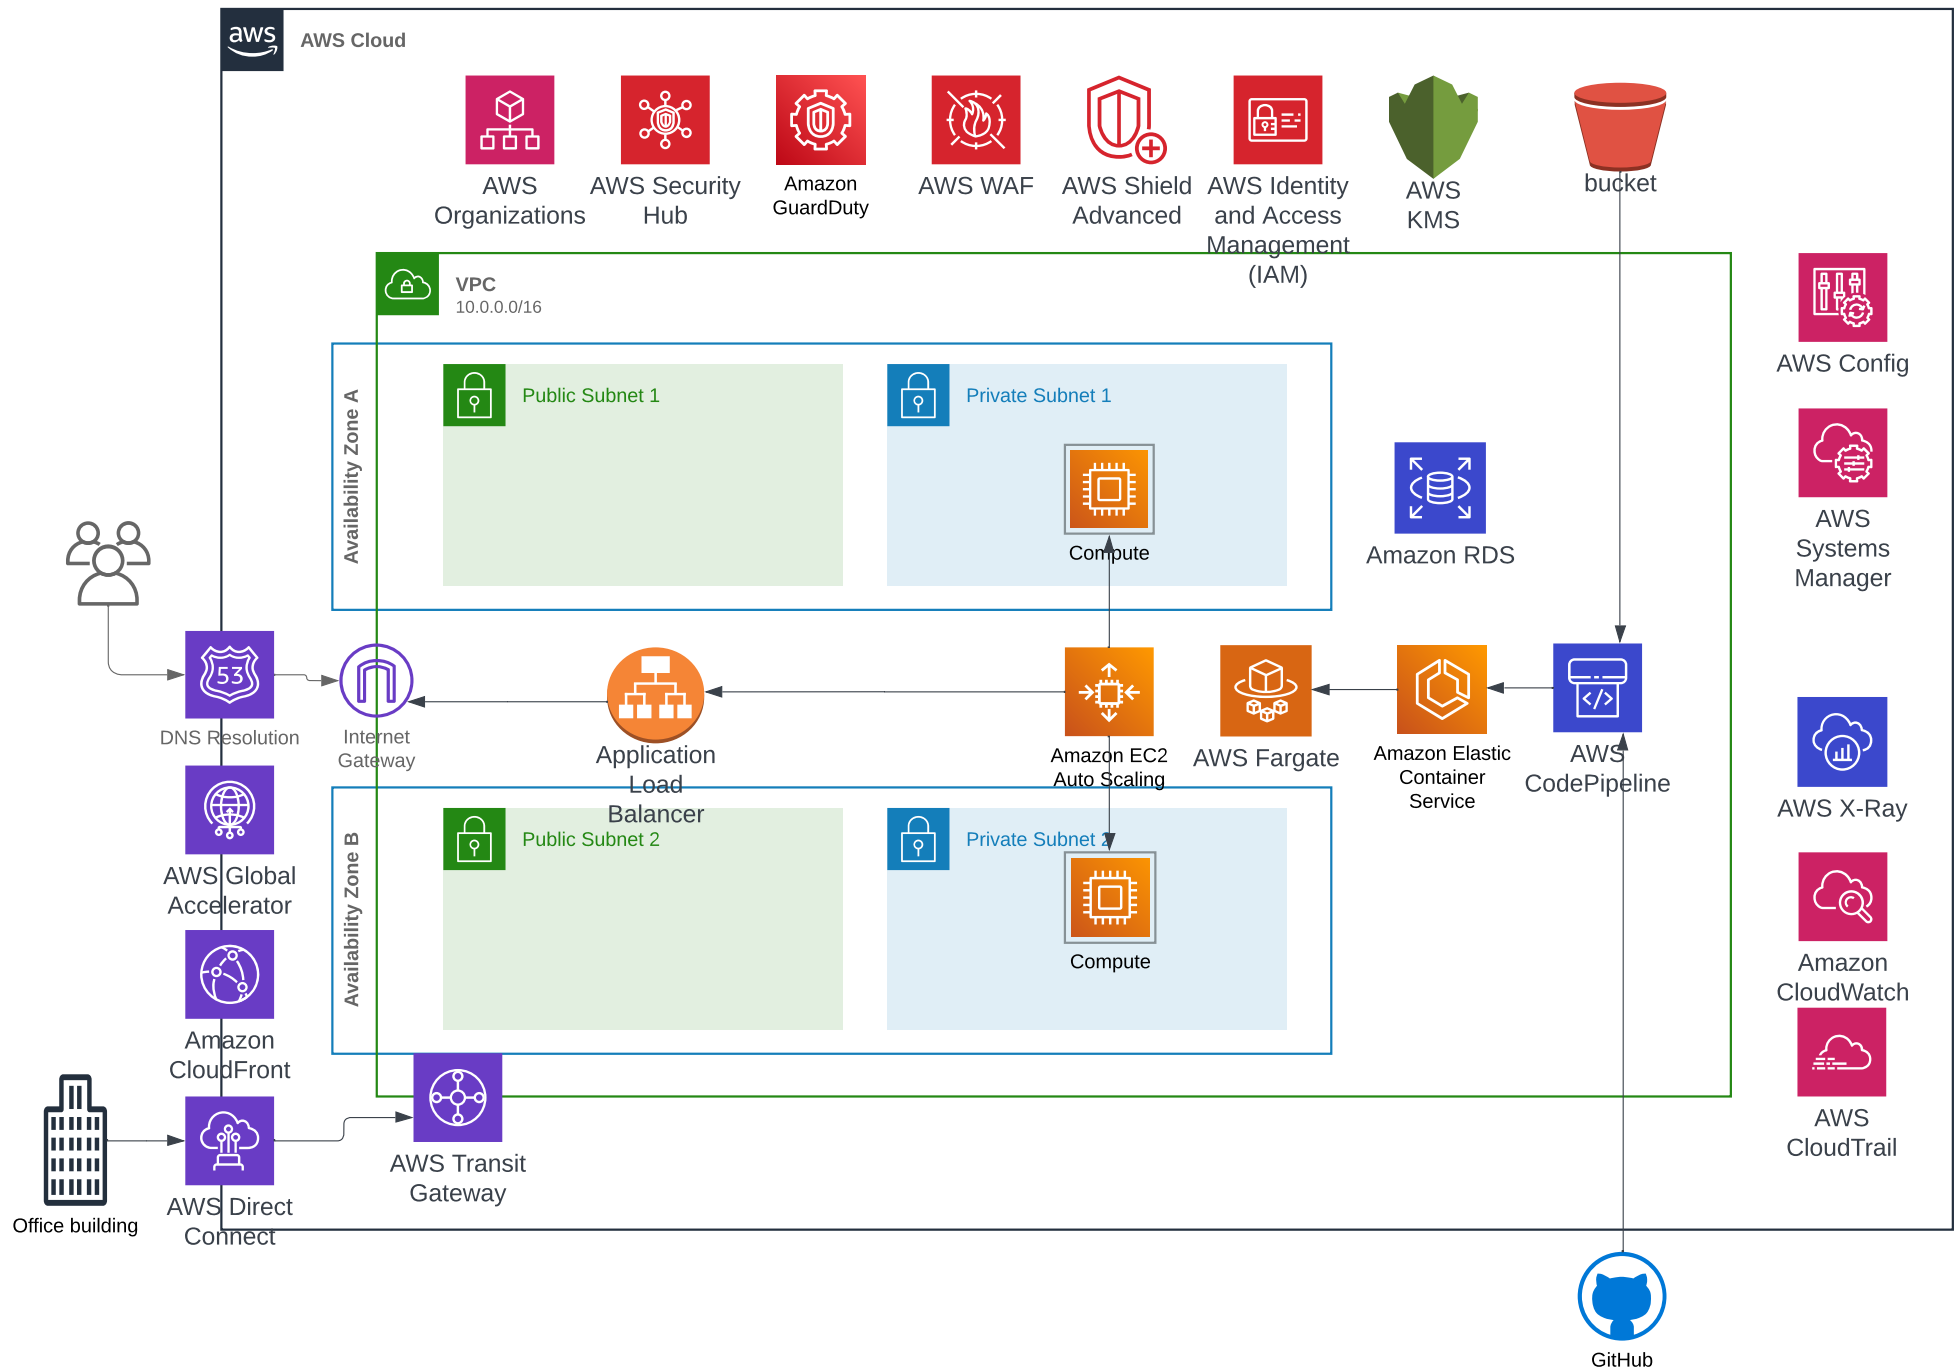 aws
AWS Cloud
AWS
Organizations
AWS Security
Hub
Amazon
GuardDuty
AWS WAF
AWS Shield
Advanced
AWS Identity
and Access
Management
(IAM)
AWS
KMS
bucket
VPC
10.0.0.0/16
AWS Config
Availability Zone A
Public Subnet 1
Private Subnet 1
Compute
Amazon RDS
AWS
Systems
Manager
53
DNS Resolution
Internet
Gateway
Application
Load
Balancer
Amazon EC2
Auto Scaling
AWS Fargate
Amazon Elastic
Container
Service
AWS
CodePipeline
AWS X-Ray
AWS Global
Accelerator
Availability Zone B
Public Subnet 2
Private Subnet 2
Compute
Amazon
CloudWatch
Amazon
CloudFront
AWS
CloudTrail
AWS Transit
Gateway
Office building
AWS Direct
Connect
GitHub